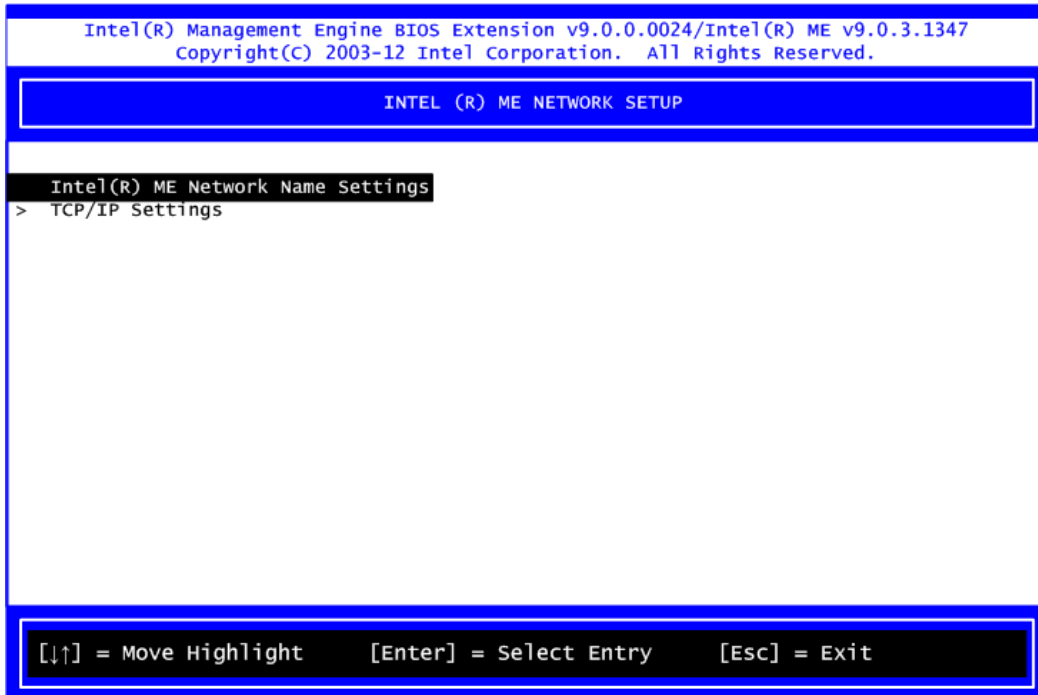 Intel(R) Management Engine BIOS Extension v9.0.0.0024/Intel(R) ME v9.0.3.1347
Copyright(C) 2003-12 Intel Corporation. All Rights Reserved.
INTEL (R) ME NETWORK SETUP
Intel(R) ME Network Name Settings
> TCP/IP Settings
[↓↑] = Move Highlight [Enter] = Select Entry [Esc] = Exit